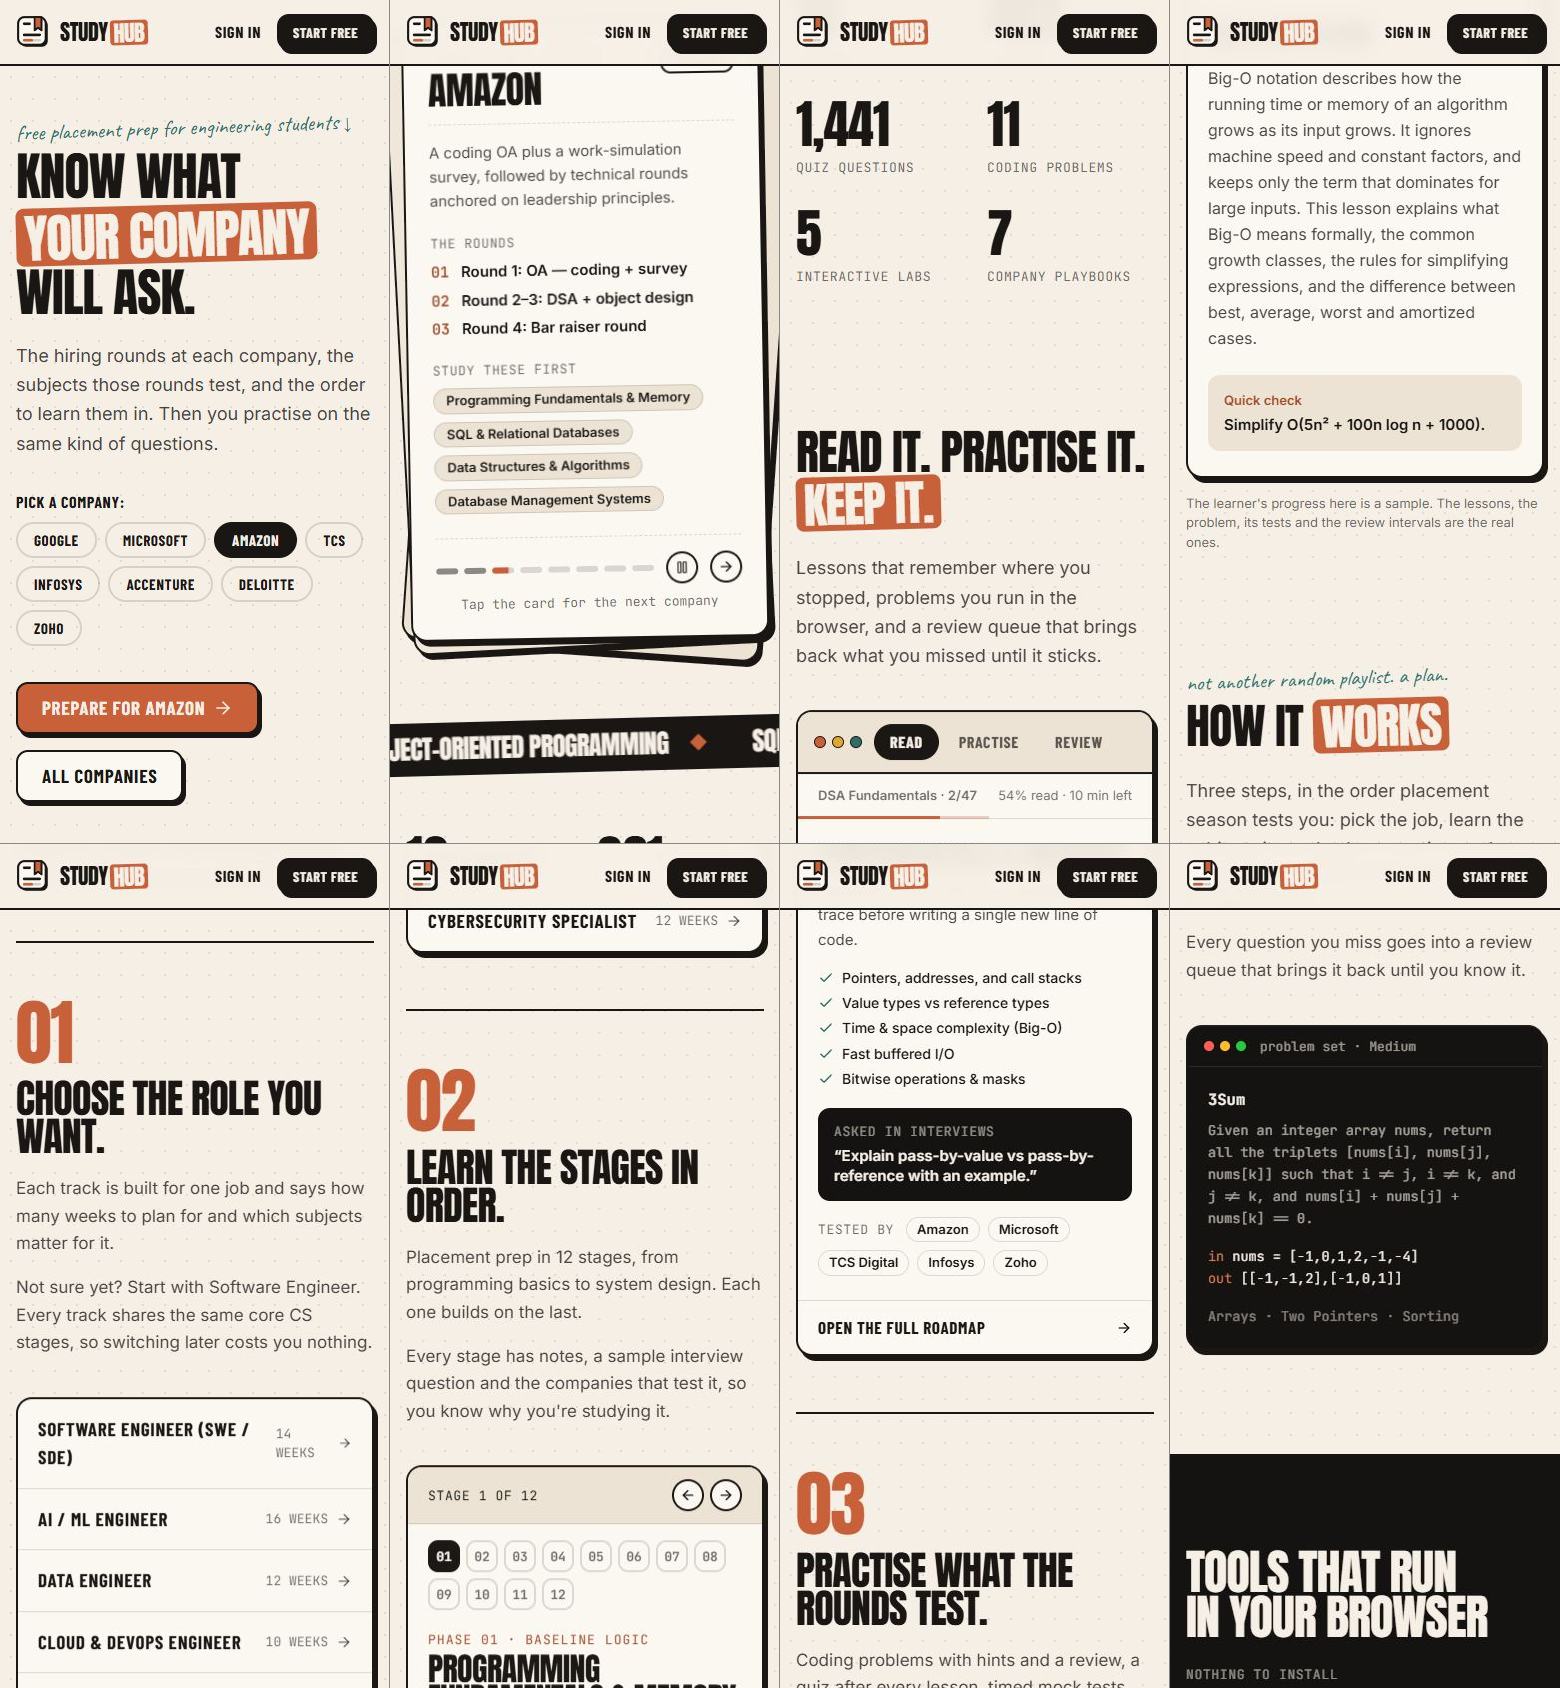 STUDY HUB
SIGN IN
START FREE
free placement prep for engineering students ↓
KNOW WHAT
YOUR COMPANY
WILL ASK.
The hiring rounds at each company, the
subjects those rounds test, and the order
to learn them in. Then you practise on the
same kind of questions.
PICK A COMPANY:
GOOGLE
MICROSOFT
AMAZON
TCS
INFOSYS
ACCENTURE
DELOITTE
ZOHO
PREPARE FOR AMAZON →
ALL COMPANIES
STUDY HUB
SIGN IN
START FREE
AMAZON
A coding OA plus a work-simulation
survey, followed by technical rounds
anchored on leadership principles.
THE ROUNDS
01 Round 1: OA — coding + survey
02 Round 2–3: DSA + object design
03 Round 4: Bar raiser round
STUDY THESE FIRST
Programming Fundamentals & Memory
SQL & Relational Databases
Data Structures & Algorithms
Database Management Systems
Tap the card for the next company
JECT-ORIENTED PROGRAMMING ◆ SQ
STUDY HUB
SIGN IN
START FREE
1,441
QUIZ QUESTIONS
11
CODING PROBLEMS
5
INTERACTIVE LABS
7
COMPANY PLAYBOOKS
READ IT. PRACTISE IT.
KEEP IT.
Lessons that remember where you
stopped, problems you run in the
browser, and a review queue that brings
back what you missed until it sticks.
READ
PRACTISE
REVIEW
DSA Fundamentals · 2/47
54% read · 10 min left
STUDY HUB
SIGN IN
START FREE
Big-O notation describes how the
running time or memory of an algorithm
grows as its input grows. It ignores
machine speed and constant factors, and
keeps only the term that dominates for
large inputs. This lesson explains what
Big-O means formally, the common
growth classes, the rules for simplifying
expressions, and the difference between
best, average, worst and amortized
cases.
Quick check
Simplify O(5n² + 100n log n + 1000).
The learner's progress here is a sample. The lessons, the
problem, its tests and the review intervals are the real
ones.
not another random playlist. a plan.
HOW IT WORKS
Three steps, in the order placement
season tests you: pick the job, learn the
STUDY HUB
SIGN IN
START FREE
01
CHOOSE THE ROLE YOU
WANT.
Each track is built for one job and says how
many weeks to plan for and which subjects
matter for it.
Not sure yet? Start with Software Engineer.
Every track shares the same core CS
stages, so switching later costs you nothing.
SOFTWARE ENGINEER (SWE /
SDE)
14
WEEKS →
AI / ML ENGINEER 16 WEEKS →
DATA ENGINEER 12 WEEKS →
CLOUD & DEVOPS ENGINEER 10 WEEKS →
STUDY HUB
SIGN IN
START FREE
CYBERSECURITY SPECIALIST 12 WEEKS →
02
LEARN THE STAGES IN
ORDER.
Placement prep in 12 stages, from
programming basics to system design. Each
one builds on the last.
Every stage has notes, a sample interview
question and the companies that test it, so
you know why you're studying it.
STAGE 1 OF 12
01 02 03 04 05 06 07 08
09 10 11 12
PHASE 01 · BASELINE LOGIC
PROGRAMMING
FUNDAMENTALS & MEMORY
STUDY HUB
SIGN IN
START FREE
trace before writing a single new line of
code.
✓ Pointers, addresses, and call stacks
✓ Value types vs reference types
✓ Time & space complexity (Big-O)
✓ Fast buffered I/O
✓ Bitwise operations & masks
ASKED IN INTERVIEWS
“Explain pass-by-value vs pass-by-
reference with an example.”
TESTED BY Amazon Microsoft
TCS Digital Infosys Zoho
OPEN THE FULL ROADMAP →
03
PRACTISE WHAT THE
ROUNDS TEST.
Coding problems with hints and a review, a
quiz after every lesson, timed mock tests
STUDY HUB
SIGN IN
START FREE
Every question you miss goes into a review
queue that brings it back until you know it.
problem set · Medium
3Sum
Given an integer array nums, return
all the triplets [nums[i], nums[j],
nums[k]] such that i ≠ j, i ≠ k, and
j ≠ k, and nums[i] + nums[j] +
nums[k] == 0.
in nums = [-1,0,1,2,-1,-4]
out [[-1,-1,2],[-1,0,1]]
Arrays · Two Pointers · Sorting
TOOLS THAT RUN
IN YOUR BROWSER
NOTHING TO INSTALL